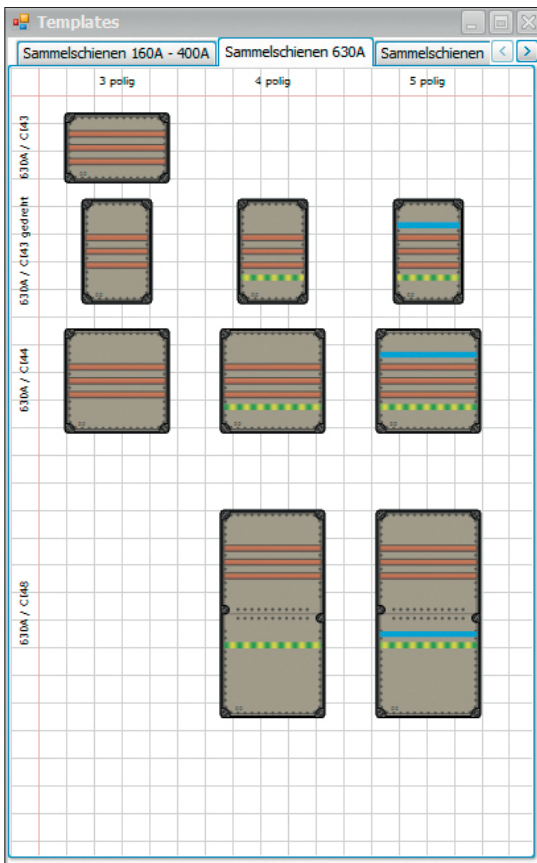 Templates
Sammelschienen 160A - 400A
Sammelschienen 630A
Sammelschienen
3 polig
4 polig
5 polig
630A / CI43
630A / CI43 gedreht
630A / CI44
630A / CI48